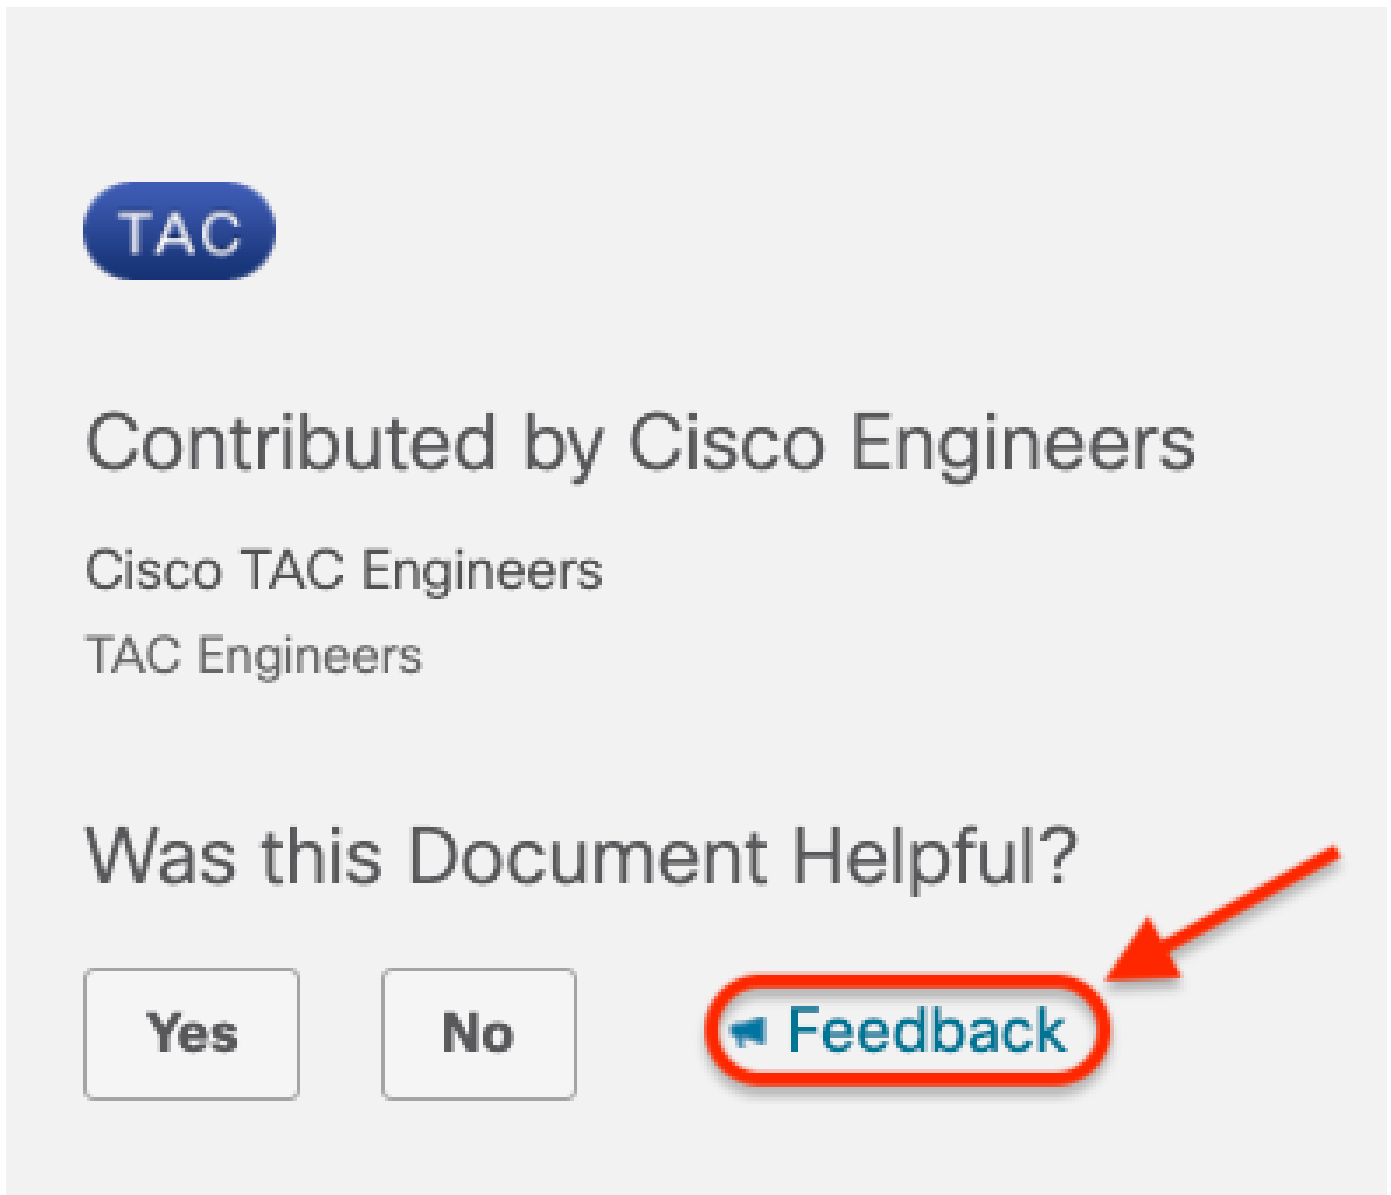 TAC
Contributed by Cisco Engineers
Cisco TAC Engineers
TAC Engineers
Was this Document Helpful?
Yes No Feedback